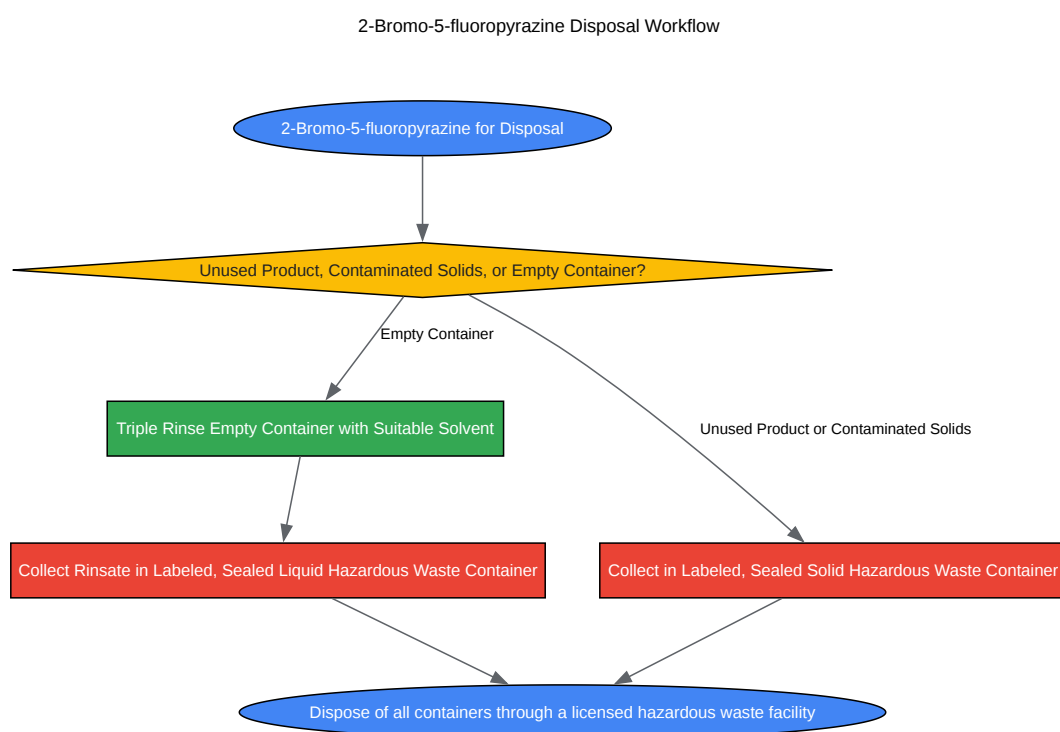 2-Bromo-5-fluoropyrazine Disposal Workflow
2-Bromo-5-fluoropyrazine for Disposal
Unused Product, Contaminated Solids, or Empty Container?
Empty Container
Triple Rinse Empty Container with Suitable Solvent
Unused Product or Contaminated Solids
Collect Rinsate in Labeled, Sealed Liquid Hazardous Waste Container
Collect in Labeled, Sealed Solid Hazardous Waste Container
Dispose of all containers through a licensed hazardous waste facility